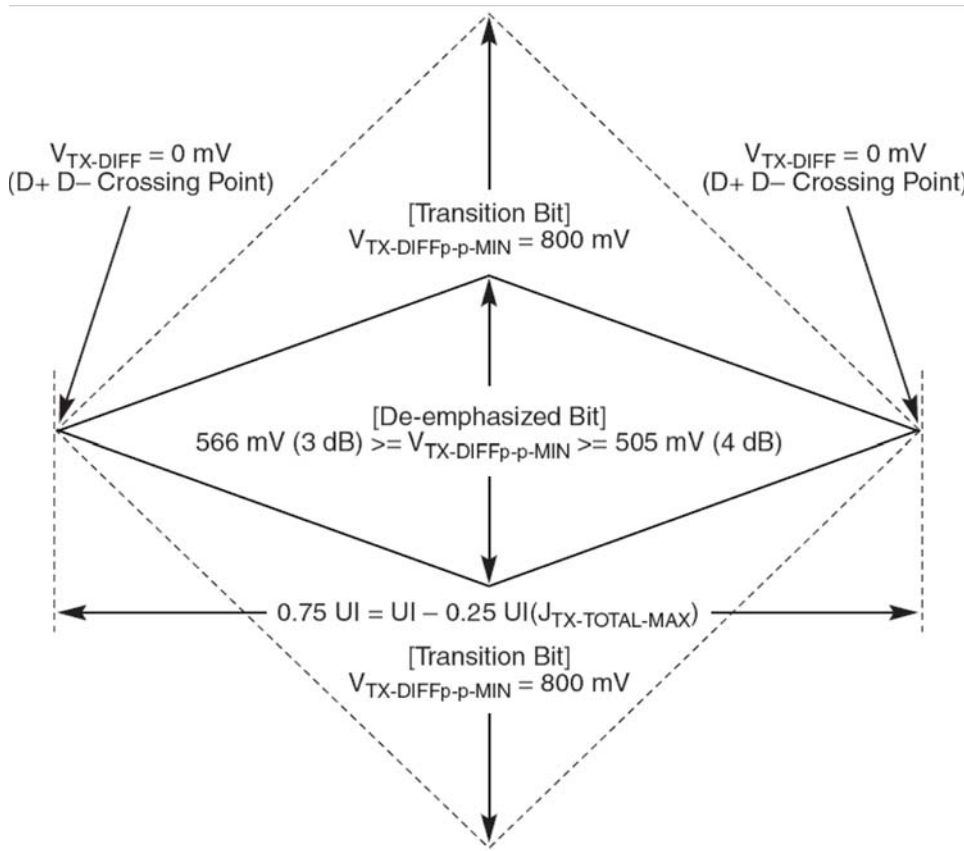 V_TX-DIFF = 0 mV
(D+ D– Crossing Point)
V_TX-DIFF = 0 mV
(D+ D– Crossing Point)
[Transition Bit]
V_TX-DIFFp-p-MIN = 800 mV
[De-emphasized Bit]
566 mV (3 dB) >= V_TX-DIFFp-p-MIN >= 505 mV (4 dB)
0.75 UI = UI – 0.25 UI(J_TX-TOTAL-MAX)
[Transition Bit]
V_TX-DIFFp-p-MIN = 800 mV